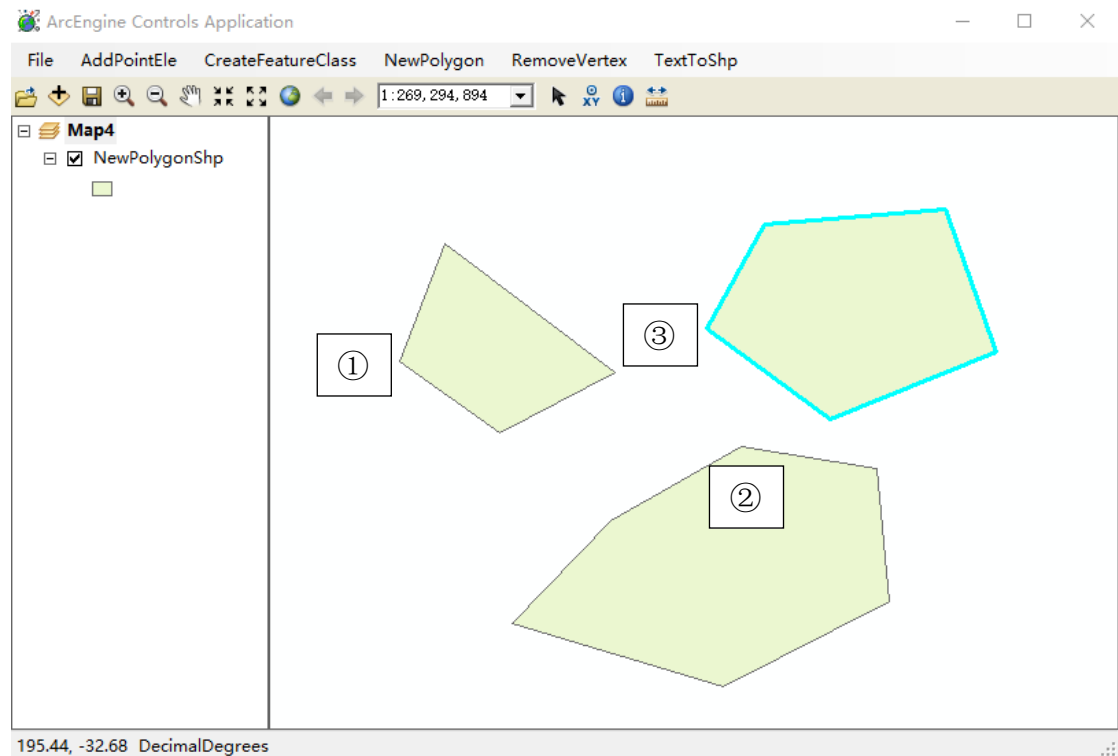 ArcEngine Controls Application
File AddPointEle CreateFeatureClass NewPolygon RemoveVertex TextToShp
1:269,294,894 XY
Map4
NewPolygonShp
③
①
②
195.44, -32.68 DecimalDegrees